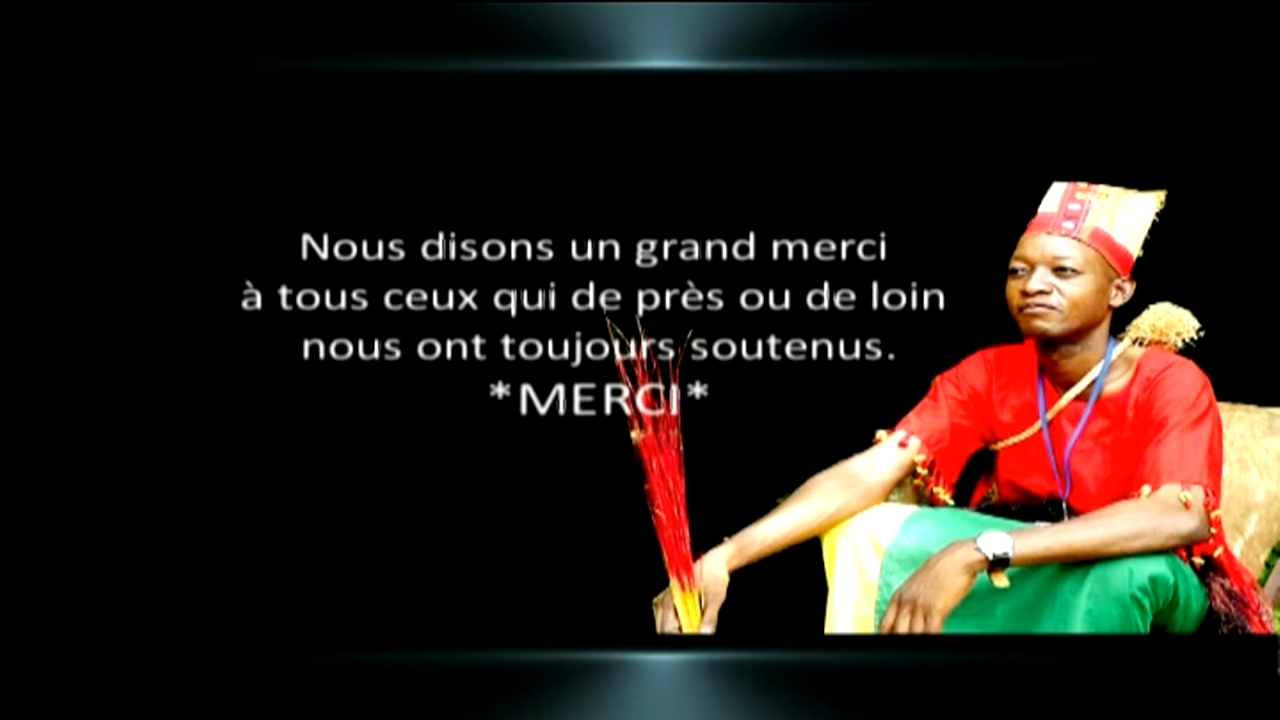 Nous disons un grand merci
à tous ceux qui de près ou de loin
nous ont toujours soutenus.
*MERCI*